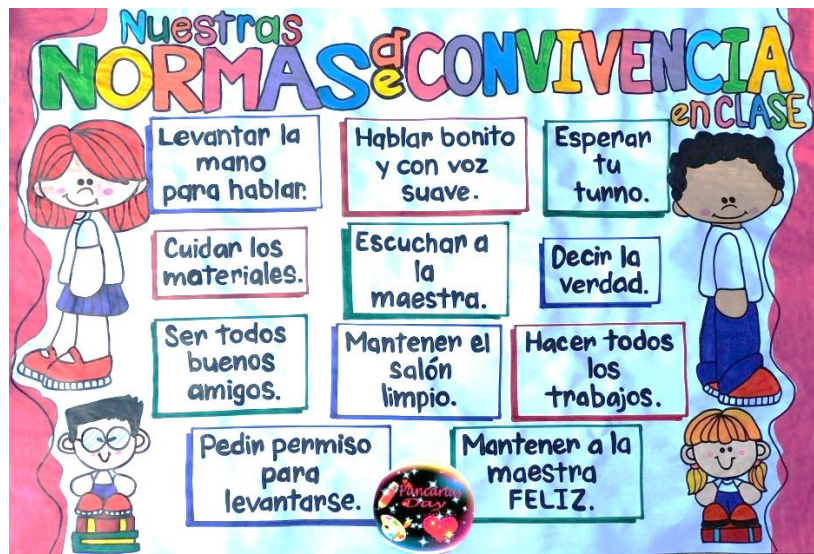 Nuestras
NORMAS de CONVIVENCIA
en CLASE
Levantar la
mano
para hablar.
Hablar bonito
y con voz
suave.
Esperar
tu
turno.
Cuidar los
materiales.
Escuchar a
la
maestra.
Decir la
verdad.
Ser todos
buenos
amigos.
Mantener el
salón
limpio.
Hacer todos
los
trabajos.
Pedir permiso
para
levantarse.
Mantener a la
maestra
FELIZ.
Pancartas
Day